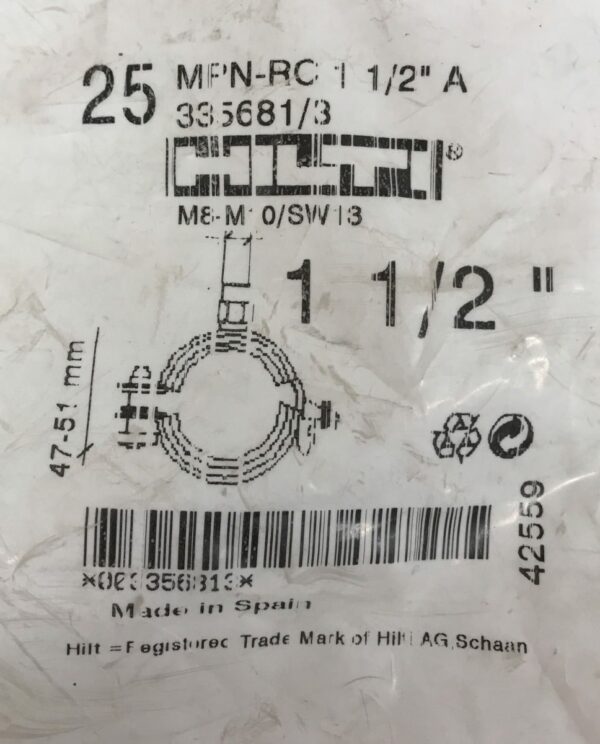 25 MPN-RC 1 1/2" A
335681/3
HILTI®
M8-M10/SW13
1 1/2"
47-51 mm
42559
*003356813*
Made in Spain
Hilti =Registered Trade Mark of Hilti AG,Schaan